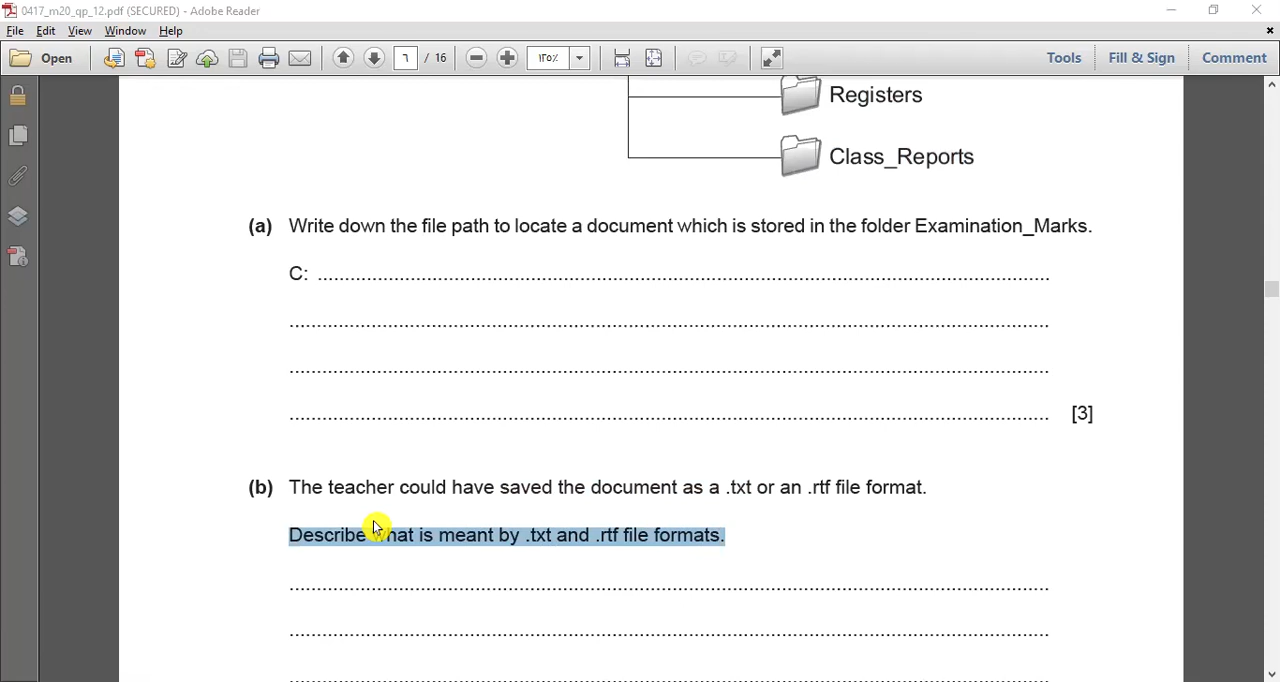 0417_m20_qp_12.pdf (SECURED) - Adobe Reader
File Edit View Window Help
Open ٦ / 16 ١٢٥٪ Tools Fill & Sign Comment
Registers
Class_Reports
(a) Write down the file path to locate a document which is stored in the folder Examination_Marks.
C: ....................................................................................................................................
..........................................................................................................................................
..........................................................................................................................................
.......................................................................................................................................... [3]
(b) The teacher could have saved the document as a .txt or an .rtf file format.
Describe what is meant by .txt and .rtf file formats.
..........................................................................................................................................
..........................................................................................................................................
..........................................................................................................................................